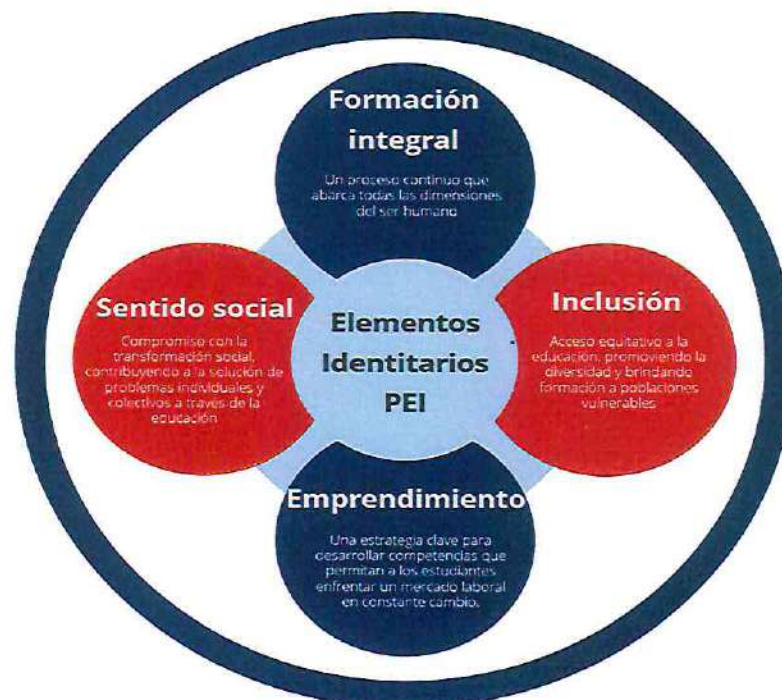 Formación
integral
Un proceso continuo que
abarca todas las dimensiones
del ser humano
Sentido social
Compromiso con la
transformación social,
contribuyendo a la solución de
problemas individuales y
colectivos a través de la
educación
Elementos
Identitarios
PEI
Inclusión
Acceso equitativo a la
educación, promoviendo la
diversidad y brindando
formación a poblaciones
vulnerables
Emprendimiento
Una estrategia clave para
desarrollar competencias que
permitan a los estudiantes
enfrentar un mercado laboral
en constante cambio.